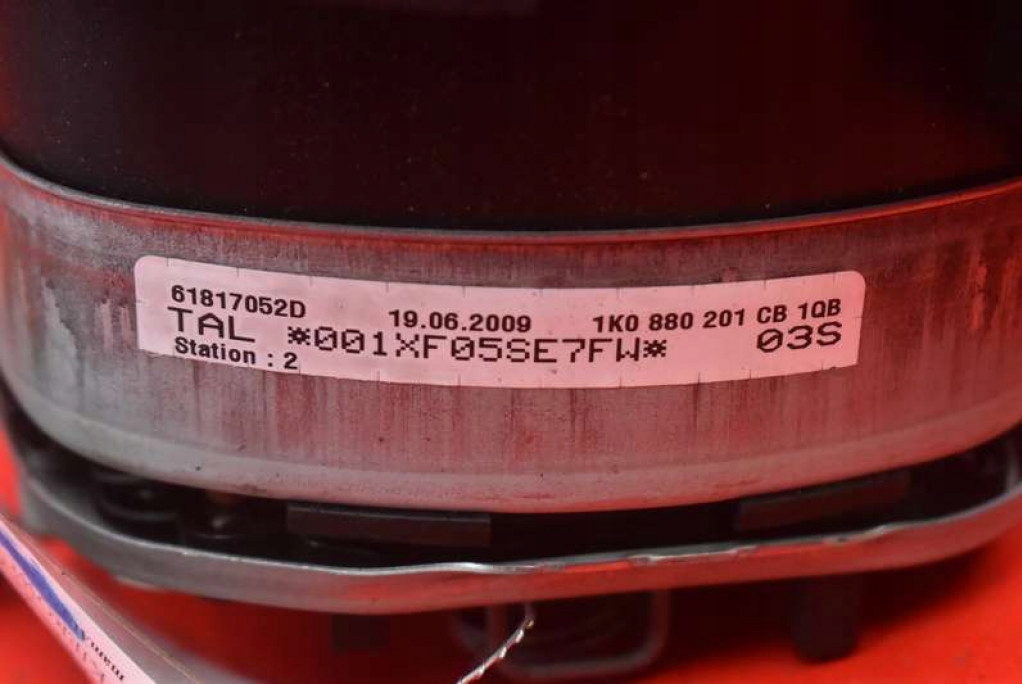 61817052D 19.06.2009 1K0 880 201 CB 1QB
TAL *001XF05SE7FW* 03S
Station : 2